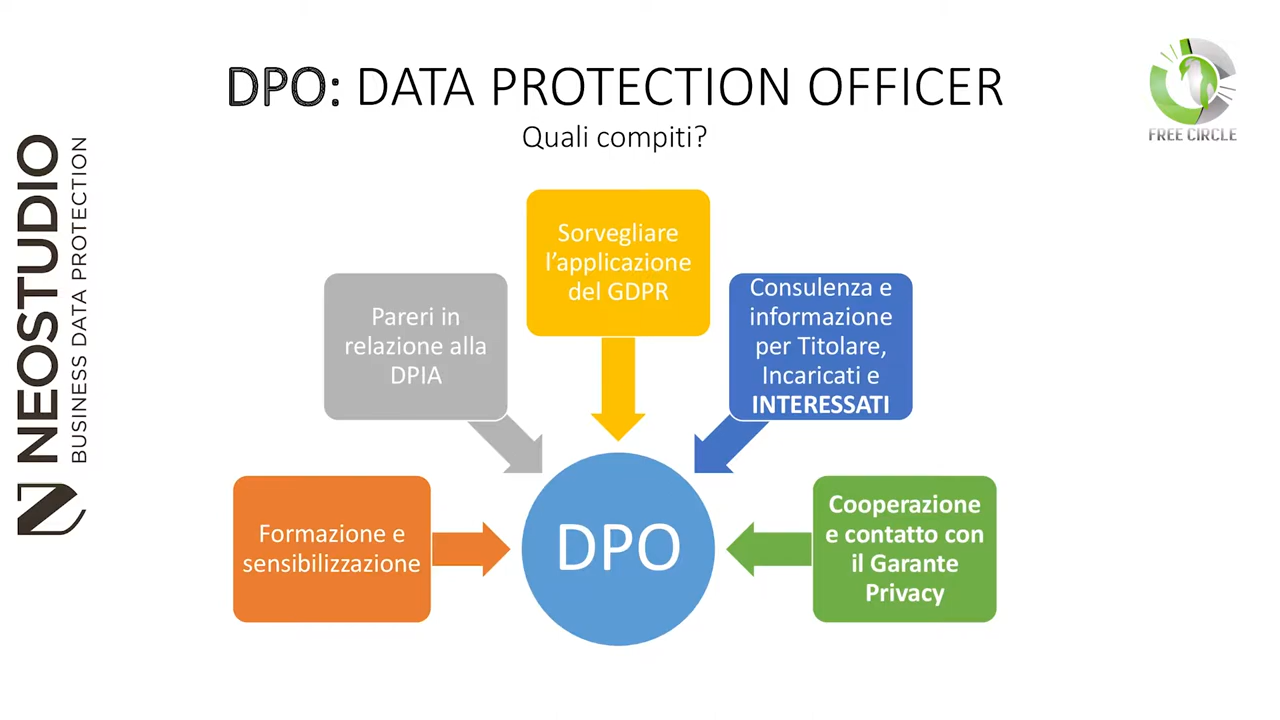 DPO: DATA PROTECTION OFFICER
Quali compiti?
FREE CIRCLE
NEOSTUDIO
BUSINESS DATA PROTECTION
Sorvegliare
l’applicazione
del GDPR
Pareri in
relazione alla
DPIA
Consulenza e
informazione
per Titolare,
Incaricati e
INTERESSATI
Formazione e
sensibilizzazione
DPO
Cooperazione
e contatto con
il Garante
Privacy